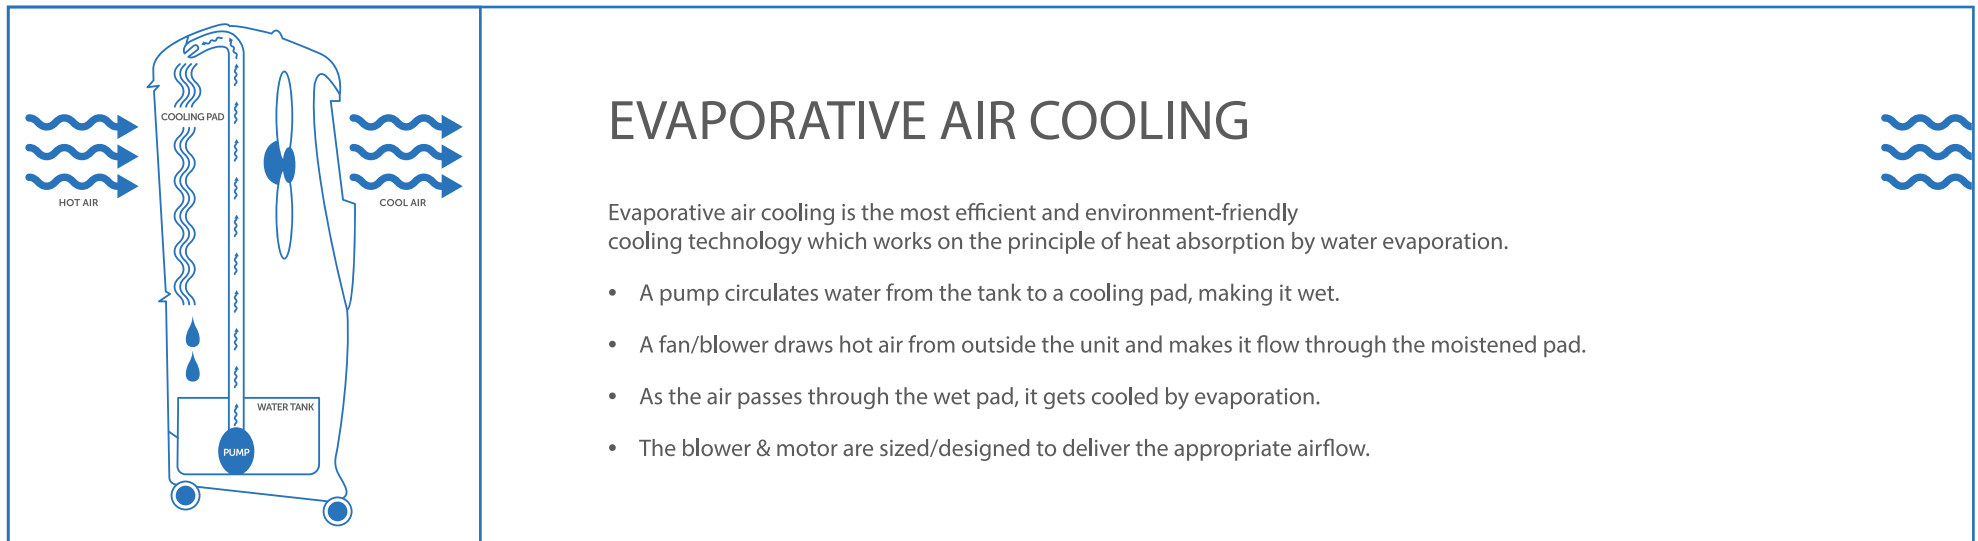 COOLING PAD
HOT AIR
COOL AIR
WATER TANK
PUMP
EVAPORATIVE AIR COOLING
Evaporative air cooling is the most efficient and environment-friendly
cooling technology which works on the principle of heat absorption by water evaporation.
• A pump circulates water from the tank to a cooling pad, making it wet.
• A fan/blower draws hot air from outside the unit and makes it flow through the moistened pad.
• As the air passes through the wet pad, it gets cooled by evaporation.
• The blower & motor are sized/designed to deliver the appropriate airflow.